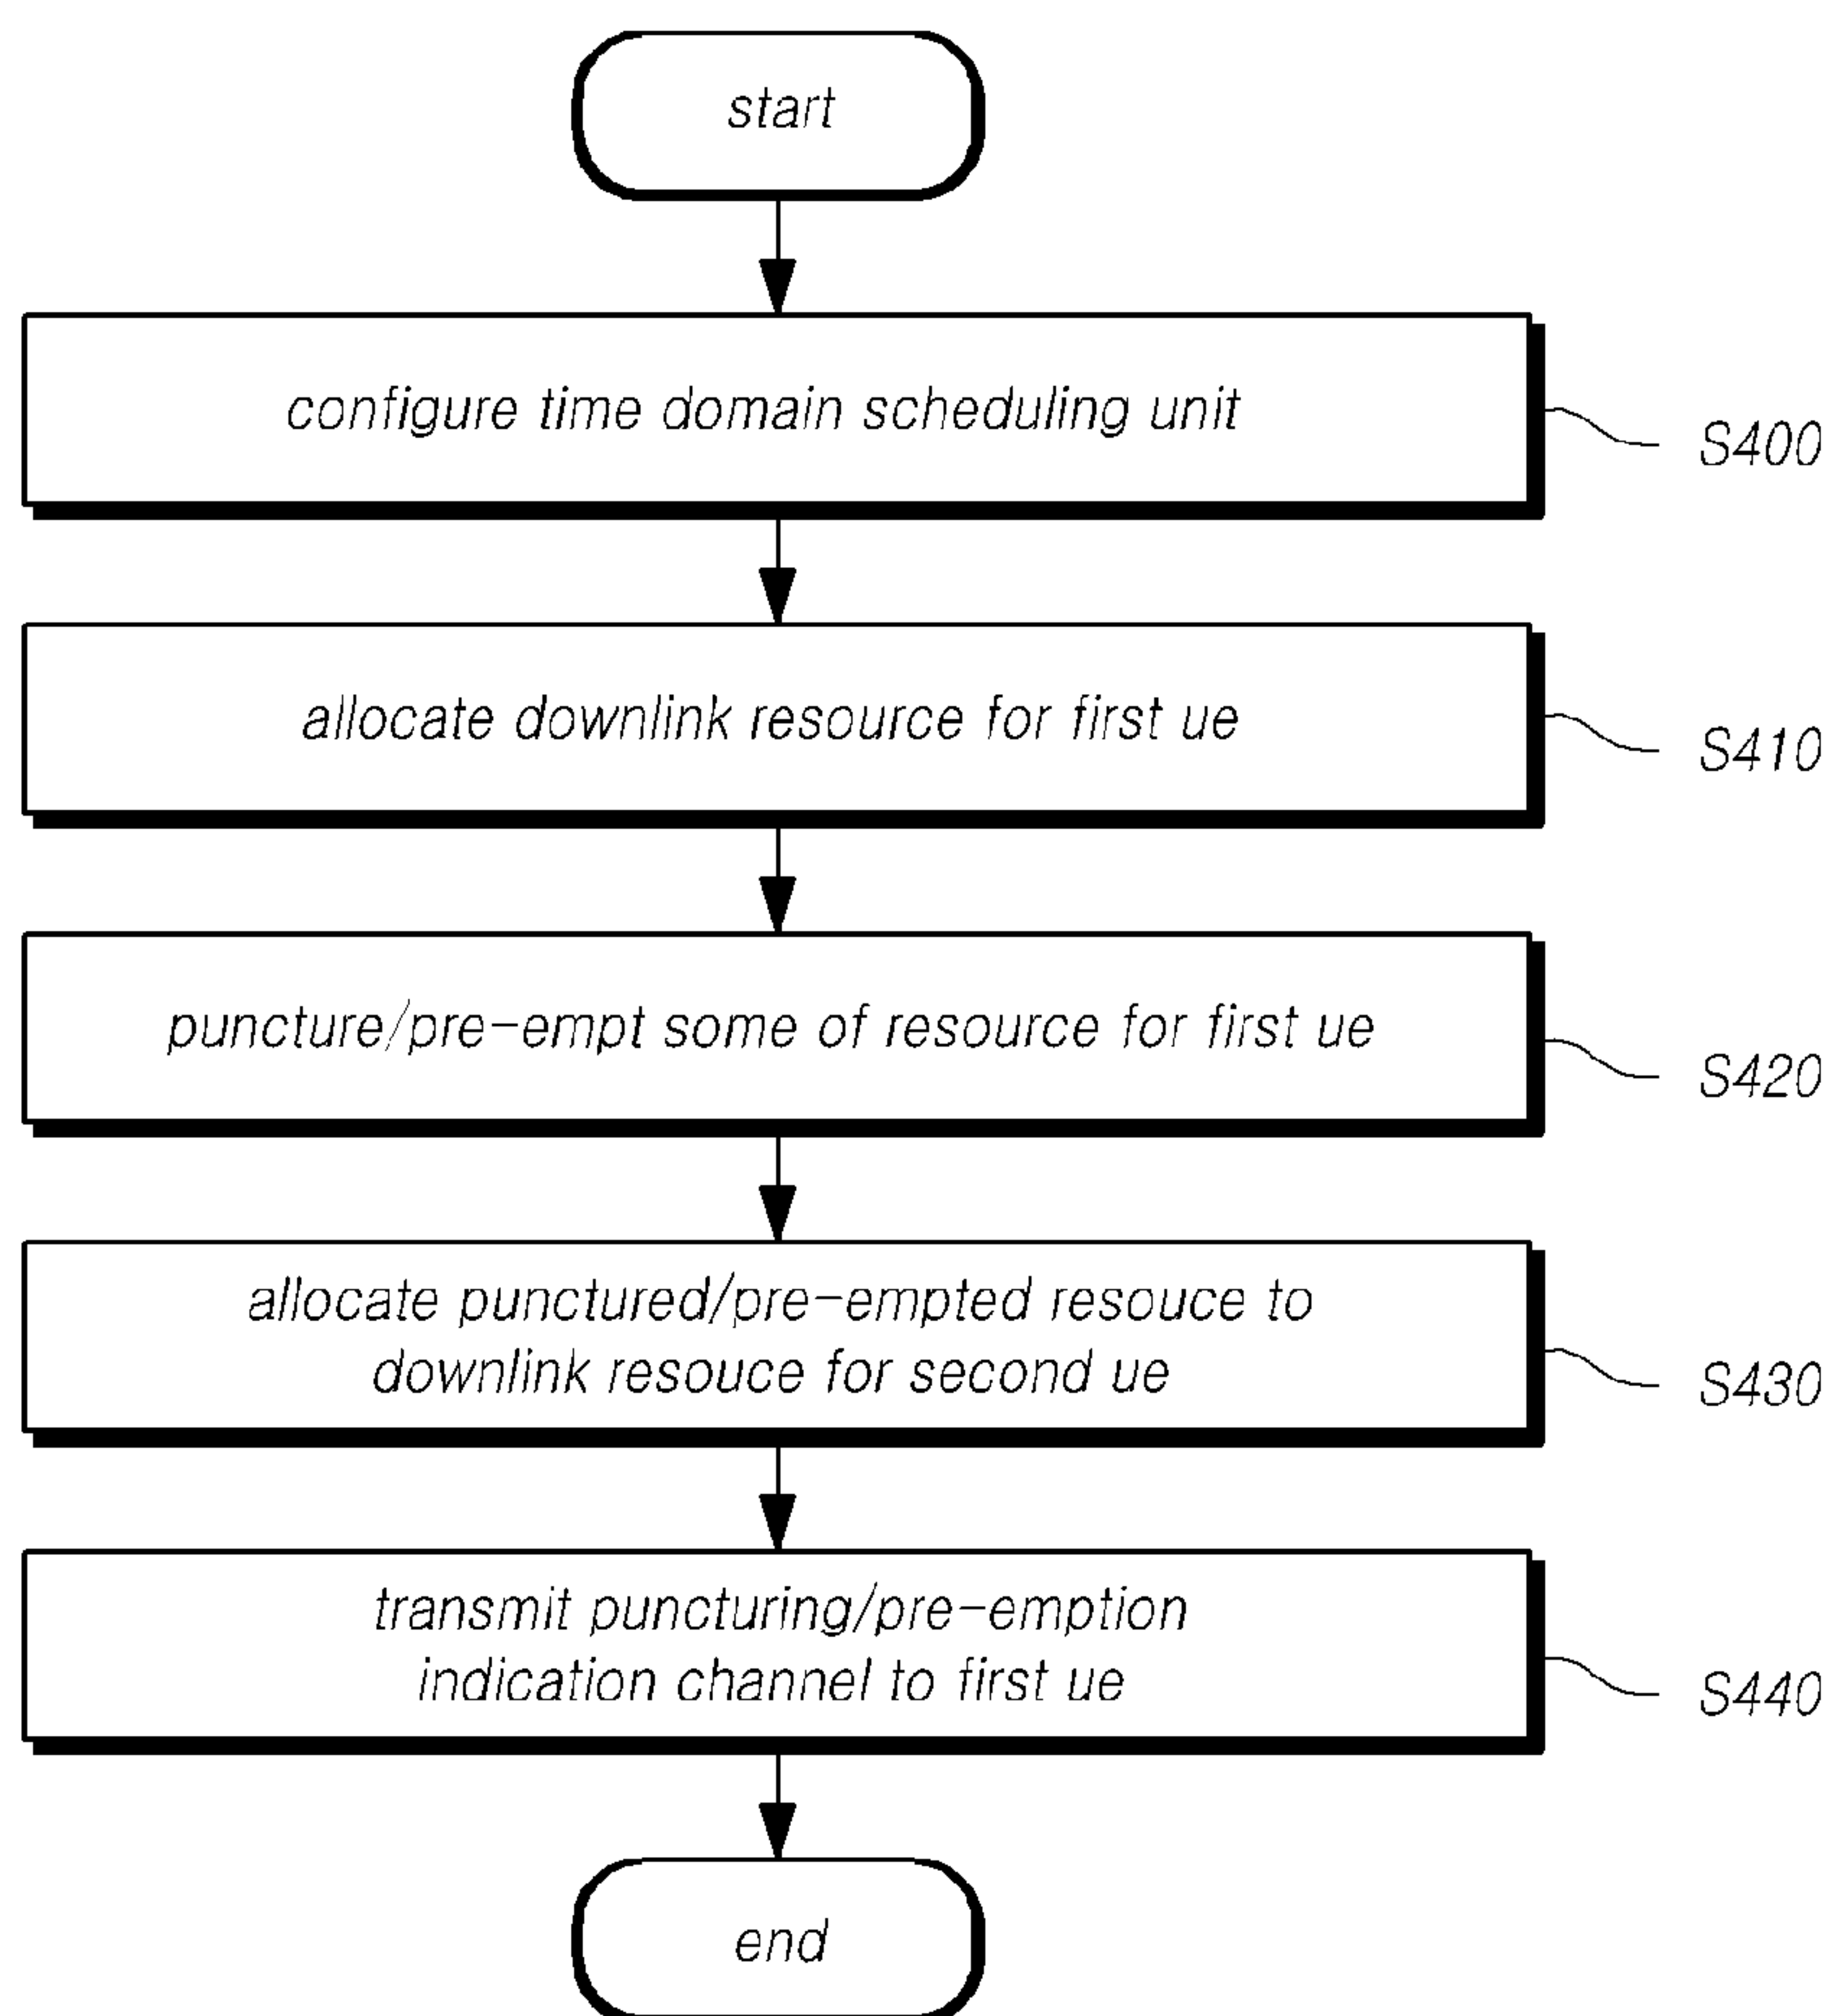 start
configure time domain scheduling unit
S400
allocate downlink resource for first ue
S410
puncture/pre-empt some of resource for first ue
S420
allocate punctured/pre-empted resouce to
downlink resouce for second ue
S430
transmit puncturing/pre-emption
indication channel to first ue
S440
end